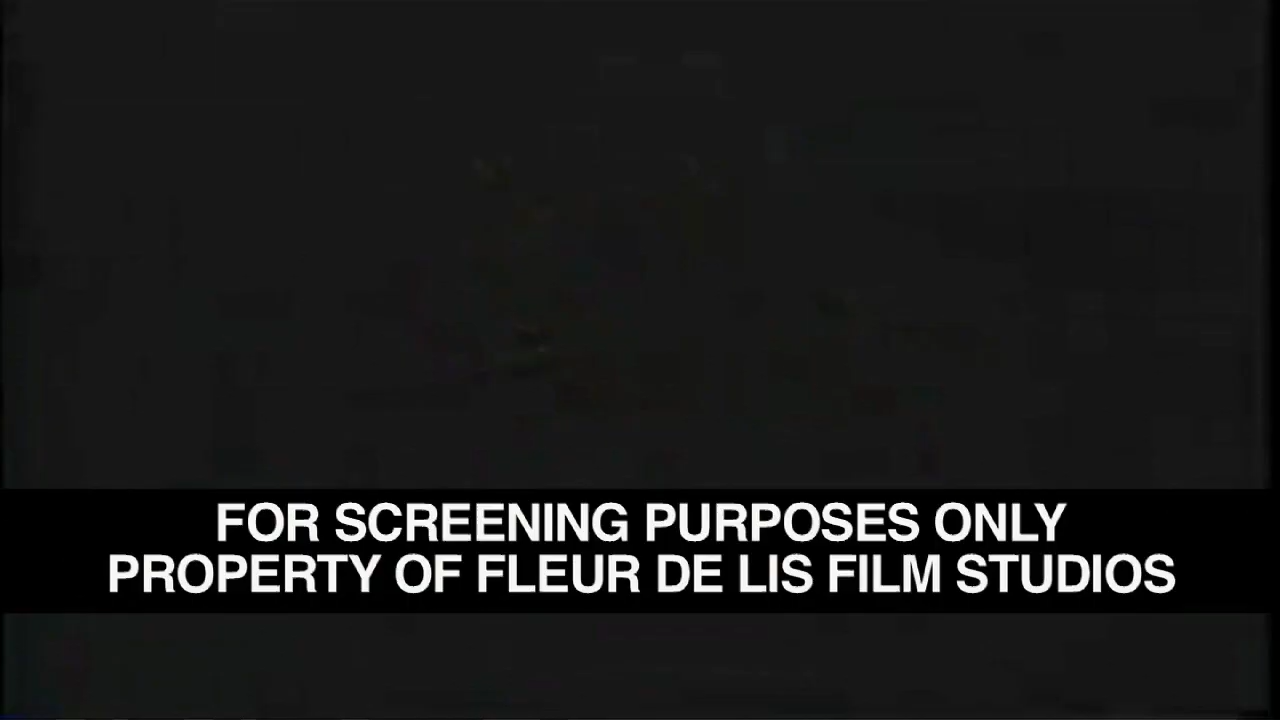 FOR SCREENING PURPOSES ONLY
PROPERTY OF FLEUR DE LIS FILM STUDIOS